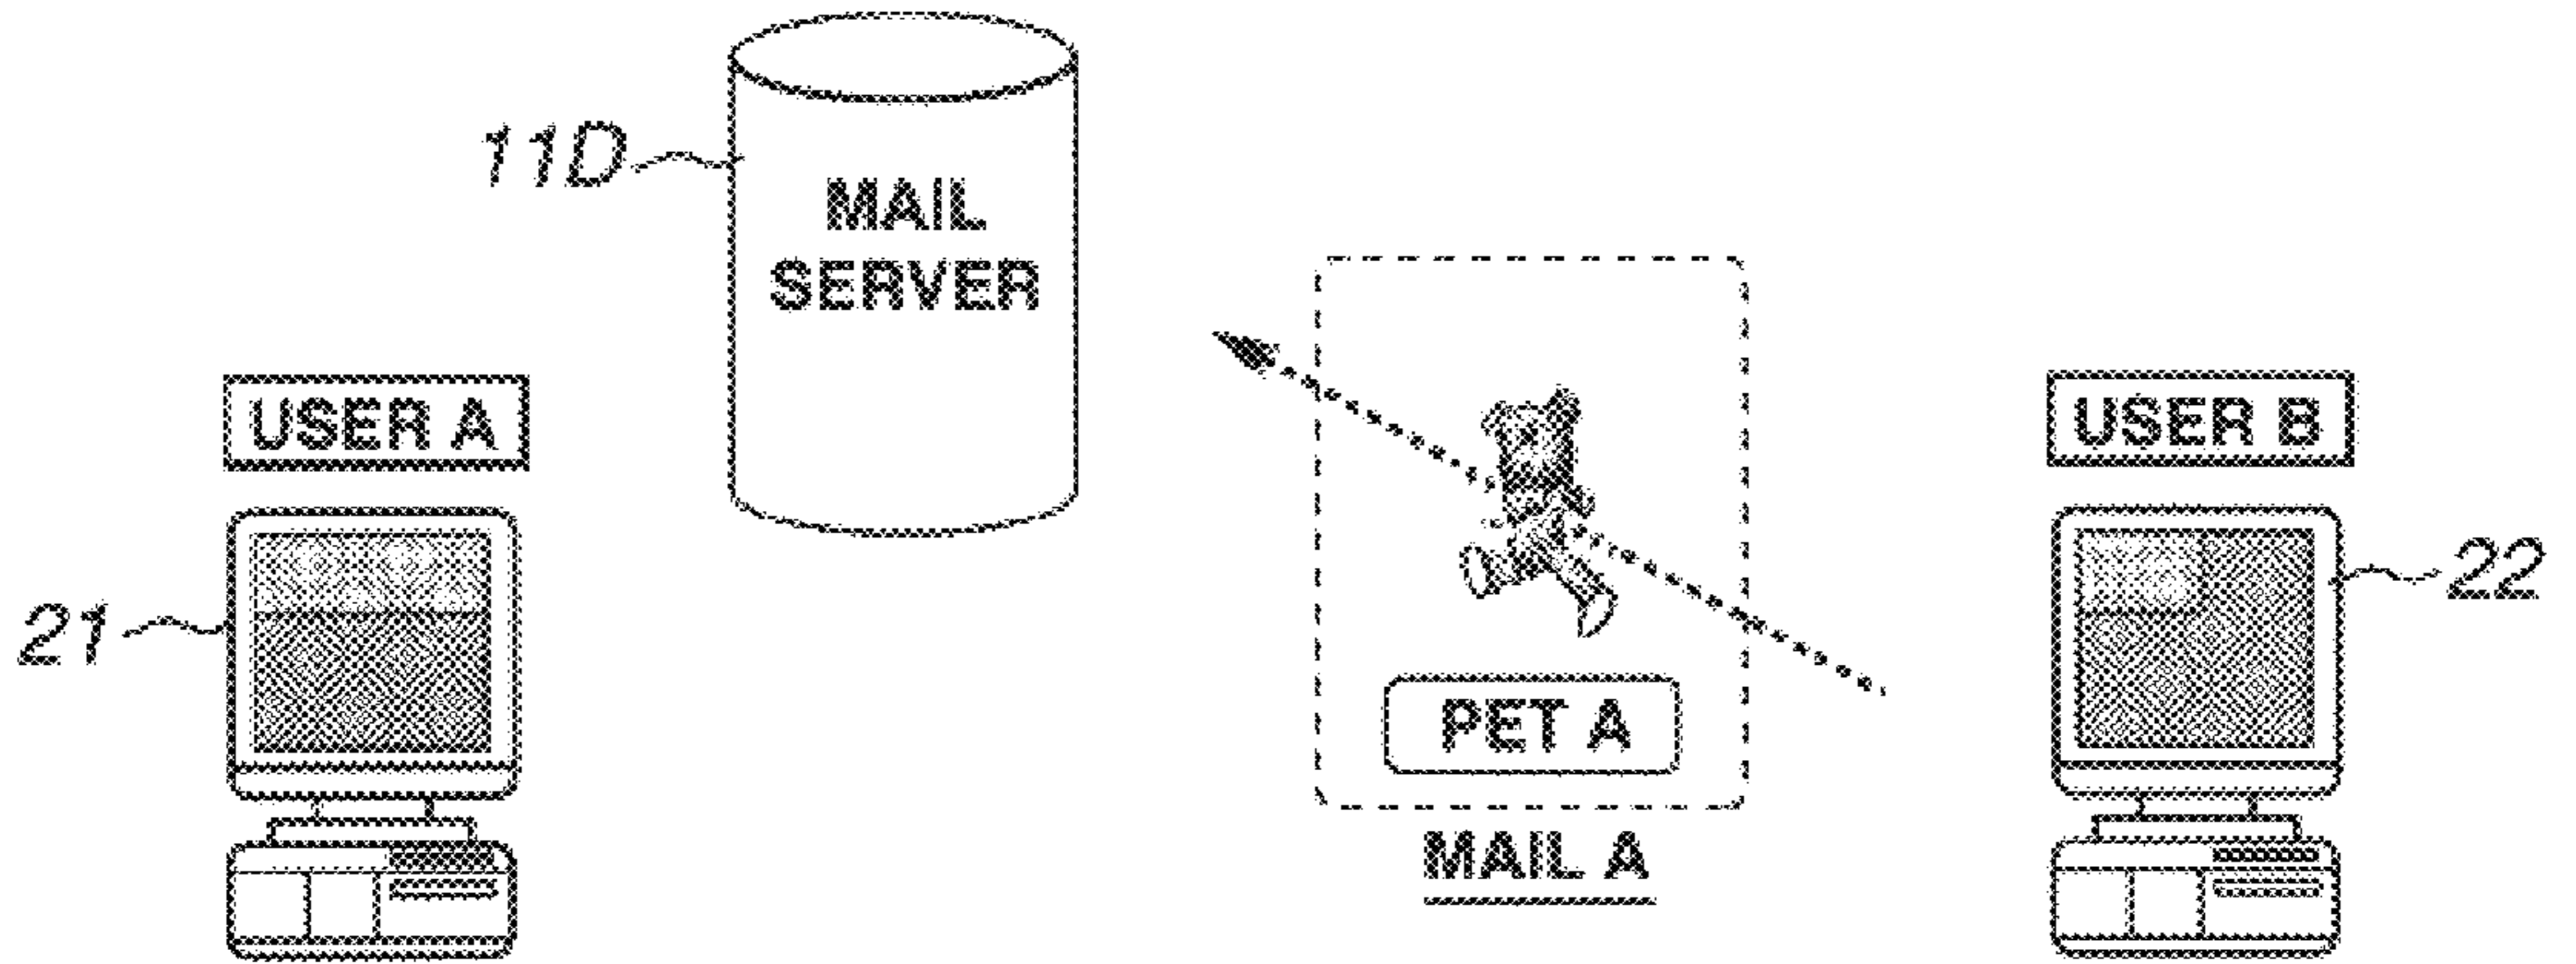 11D
MAIL
SERVER
USER A
USER B
21
22
PET A
MAIL A